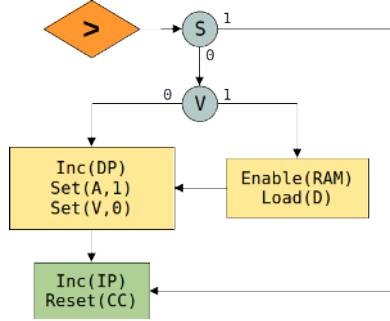 >
S
1
0
0
V
1
Inc(DP)
Set(A,1)
Set(V,0)
Enable(RAM)
Load(D)
Inc(IP)
Reset(CC)